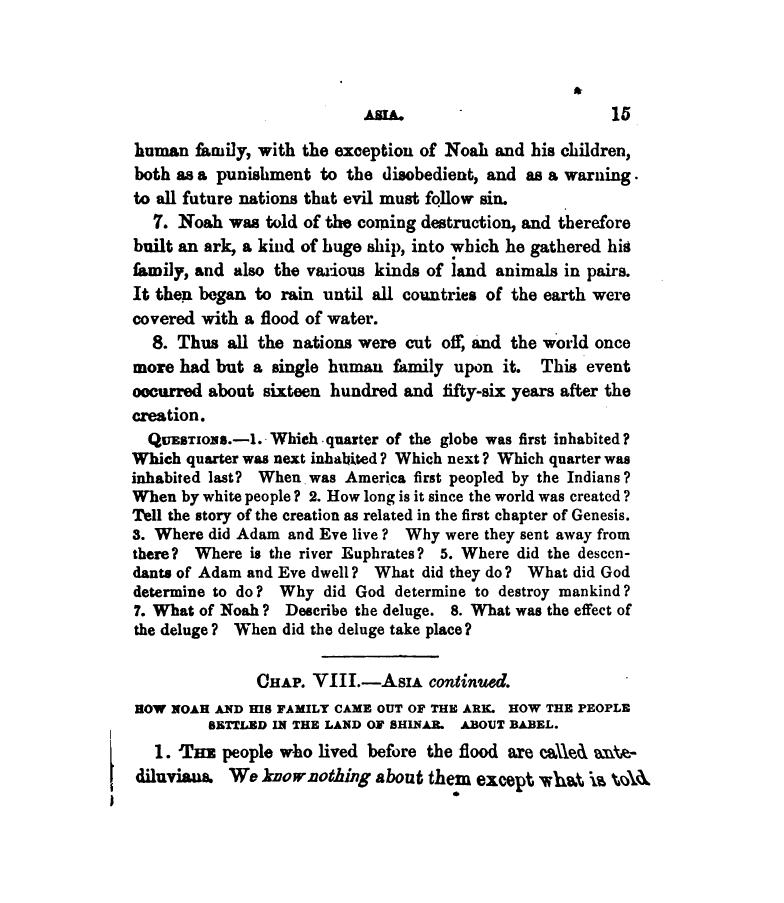 ASIA. 15
human family, with the exception of Noah and his children,
both as a punishment to the disobedient, and as a warning
to all future nations that evil must follow sin.
7. Noah was told of the coming destruction, and therefore
built an ark, a kind of huge ship, into which he gathered his
family, and also the various kinds of land animals in pairs.
It then began to rain until all countries of the earth were
covered with a flood of water.
8. Thus all the nations were cut off, and the world once
more had but a single human family upon it. This event
occurred about sixteen hundred and fifty-six years after the
creation.
QUESTIONS.—1. Which quarter of the globe was first inhabited?
Which quarter was next inhabited? Which next? Which quarter was
inhabited last? When was America first peopled by the Indians?
When by white people? 2. How long is it since the world was created?
Tell the story of the creation as related in the first chapter of Genesis.
3. Where did Adam and Eve live? Why were they sent away from
there? Where is the river Euphrates? 5. Where did the descen-
dants of Adam and Eve dwell? What did they do? What did God
determine to do? Why did God determine to destroy mankind?
7. What of Noah? Describe the deluge. 8. What was the effect of
the deluge? When did the deluge take place?
CHAP. VIII.—ASIA continued.
HOW NOAH AND HIS FAMILY CAME OUT OF THE ARK. HOW THE PEOPLE
SETTLED IN THE LAND OF SHINAR. ABOUT BABEL.
1. THE people who lived before the flood are called ante-
diluvians. We know nothing about them except what is told